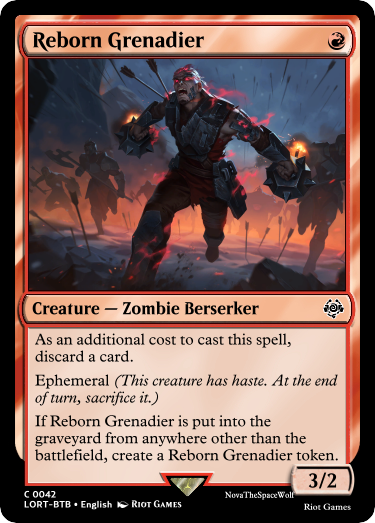 Reborn Grenadier
Creature — Zombie Berserker
As an additional cost to cast this spell,
discard a card.
Ephemeral (This creature has haste. At the end
of turn, sacrifice it.)
If Reborn Grenadier is put into the
graveyard from anywhere other than the
battlefield, create a Reborn Grenadier token.
3/2
C 0042
LORT-BTB • English Riot Games
NovaTheSpaceWolf
Riot Games